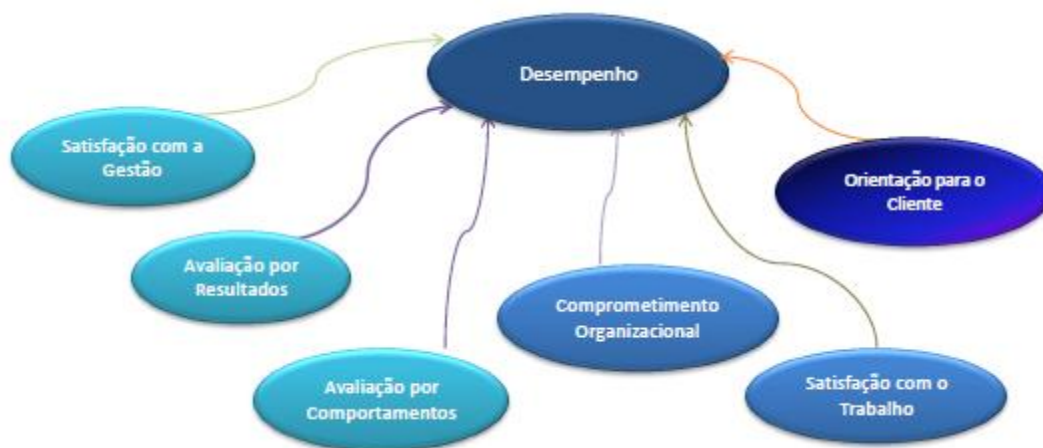 Desempenho
Satisfação com a
Gestão
Orientação para o
Cliente
Avaliação por
Resultados
Comprometimento
Organizacional
Avaliação por
Comportamentos
Satisfação com o
Trabalho